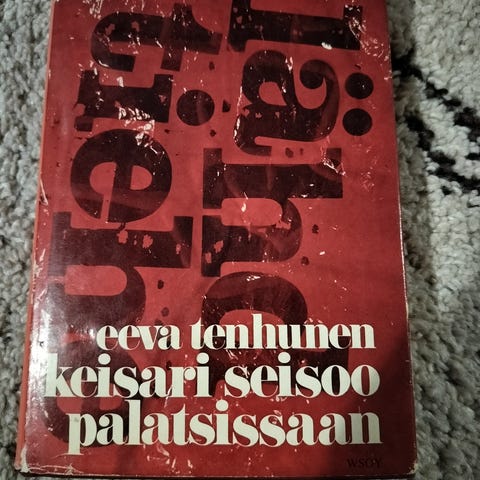 eeva tenhunen
keisari seisoo
palatsissaan
WSOY